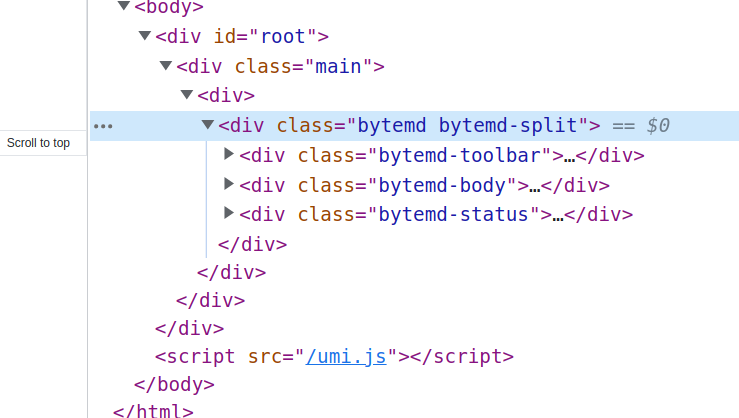 <body>
<div id="root">
<div class="main">
<div>
<div class="bytemd bytemd-split"> == $0
Scroll to top
<div class="bytemd-toolbar">…</div>
<div class="bytemd-body">…</div>
<div class="bytemd-status">…</div>
</div>
</div>
</div>
</div>
<script src="/umi.js"></script>
</body>
</html>